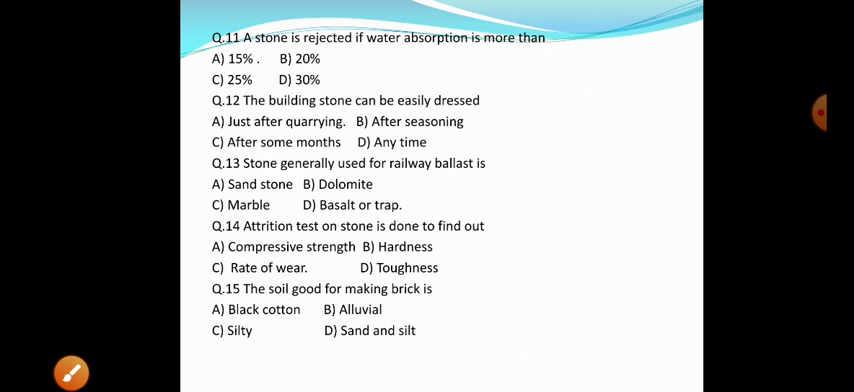 Q.11 A stone is rejected if water absorption is more than
A) 15% . B) 20%
C) 25% D) 30%
Q.12 The building stone can be easily dressed
A) Just after quarrying. B) After seasoning
C) After some months D) Any time
Q.13 Stone generally used for railway ballast is
A) Sand stone B) Dolomite
C) Marble D) Basalt or trap.
Q.14 Attrition test on stone is done to find out
A) Compressive strength B) Hardness
C) Rate of wear. D) Toughness
Q.15 The soil good for making brick is
A) Black cotton B) Alluvial
C) Silty D) Sand and silt